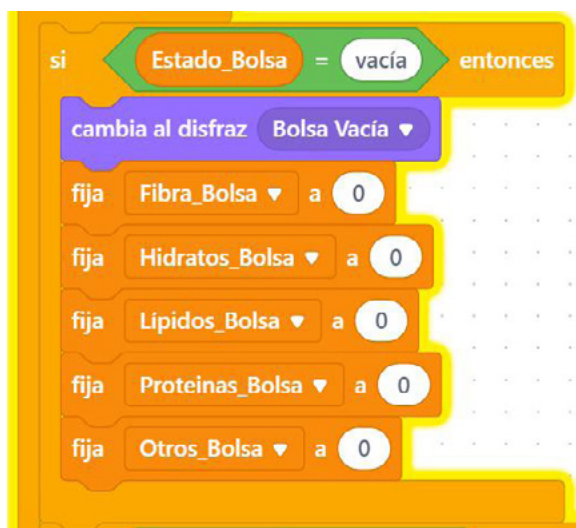 si Estado_Bolsa = vacía entonces
cambia al disfraz Bolsa Vacía
fija Fibra_Bolsa a 0
fija Hidratos_Bolsa a 0
fija Lípidos_Bolsa a 0
fija Proteinas_Bolsa a 0
fija Otros_Bolsa a 0